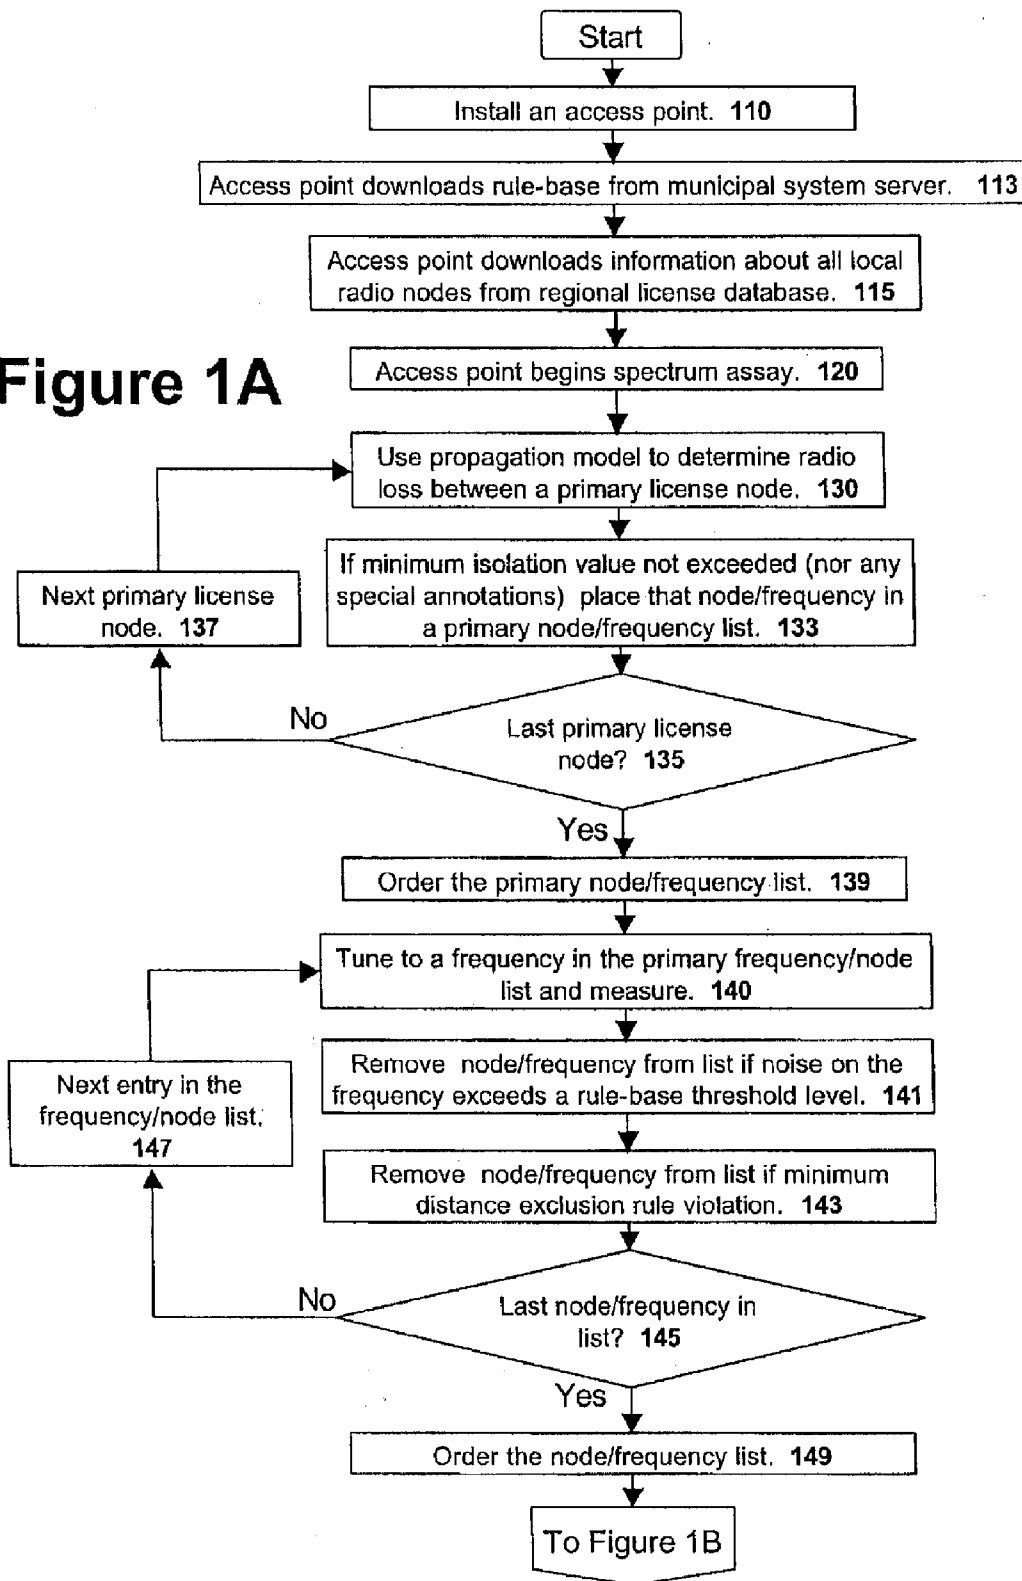 Start
Install an access point. 110
Access point downloads rule-base from municipal system server. 113
Access point downloads information about all local
radio nodes from regional license database. 115
Figure 1A
Access point begins spectrum assay. 120
Use propagation model to determine radio
loss between a primary license node. 130
If minimum isolation value not exceeded (nor any
special annotations) place that node/frequency in
a primary node/frequency list. 133
Next primary license
node. 137
No
Last primary license
node? 135
Yes
Order the primary node/frequency list. 139
Tune to a frequency in the primary frequency/node
list and measure. 140
Remove node/frequency from list if noise on the
frequency exceeds a rule-base threshold level. 141
Next entry in the
frequency/node list.
147
Remove node/frequency from list if minimum
distance exclusion rule violation. 143
No
Last node/frequency in
list? 145
Yes
Order the node/frequency list. 149
To Figure 1B